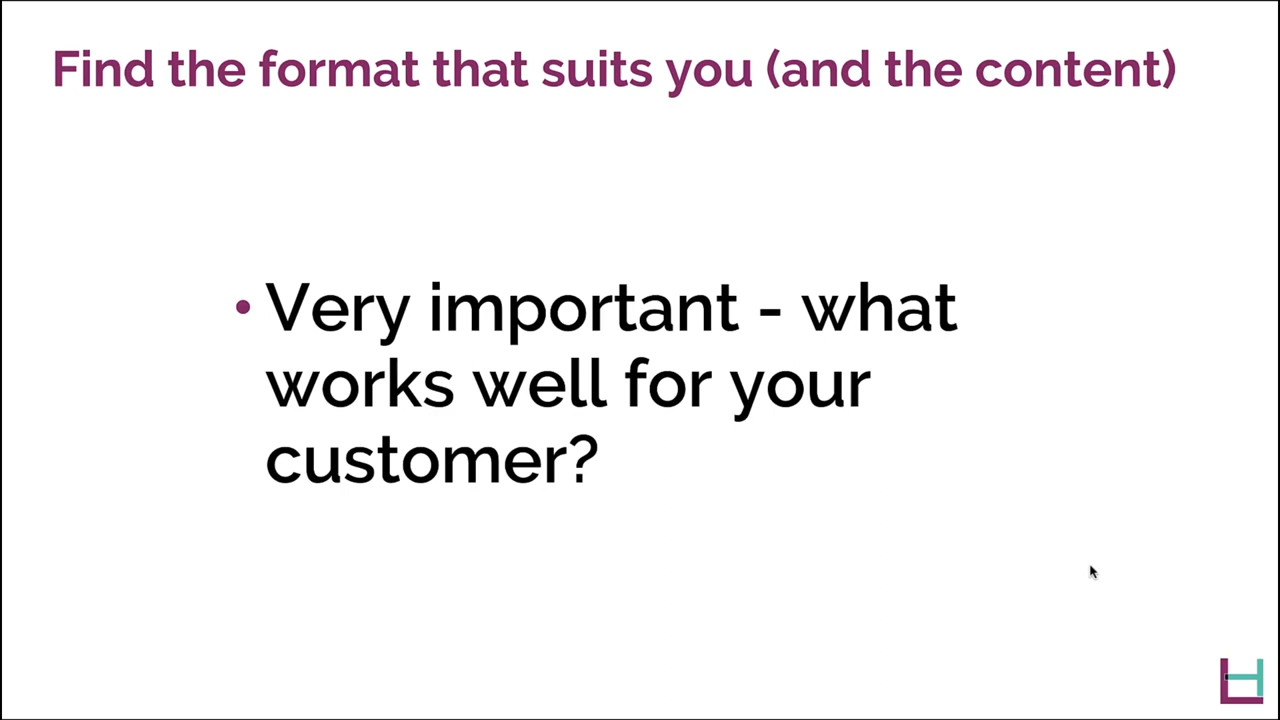 Find the format that suits you (and the content)
• Very important - what
works well for your
customer?